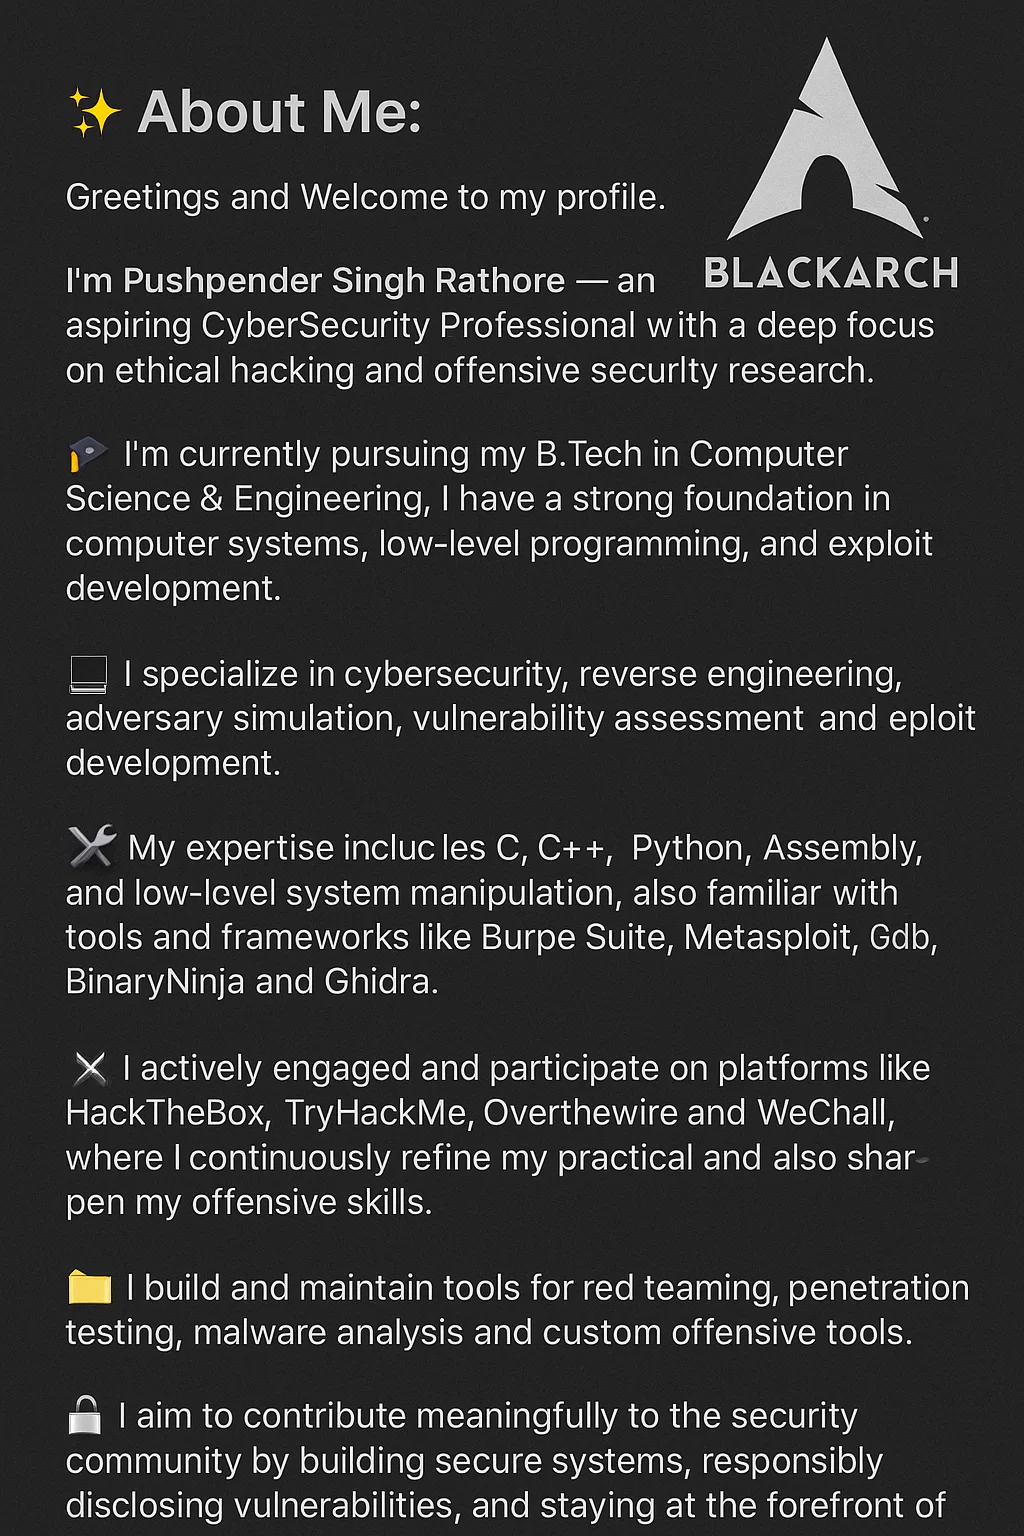 ✨ About Me:
BLACKARCH
Greetings and Welcome to my profile.
I'm Pushpender Singh Rathore — an
aspiring CyberSecurity Professional with a deep focus
on ethical hacking and offensive securlty research.
🎓 I'm currently pursuing my B.Tech in Computer
Science & Engineering, I have a strong foundation in
computer systems, low-level programming, and exploit
development.
💻 I specialize in cybersecurity, reverse engineering,
adversary simulation, vulnerability assessment and eploit
development.
🛠 My expertise incluc les C, C++, Python, Assembly,
and low-lcvel system manipulation, also familiar with
tools and frameworks like Burpe Suite, Metasploit, Gdb,
BinaryNinja and Ghidra.
⚔ I actively engaged and participate on platforms like
HackTheBox, TryHackMe, Overthewire and WeChall,
where I continuously refine my practical and also shar-
pen my offensive skills.
📁 I build and maintain tools for red teaming, penetration
testing, malware analysis and custom offensive tools.
🔒 I aim to contribute meaningfully to the security
community by building secure systems, responsibly
disclosing vulnerabilities, and staying at the forefront of